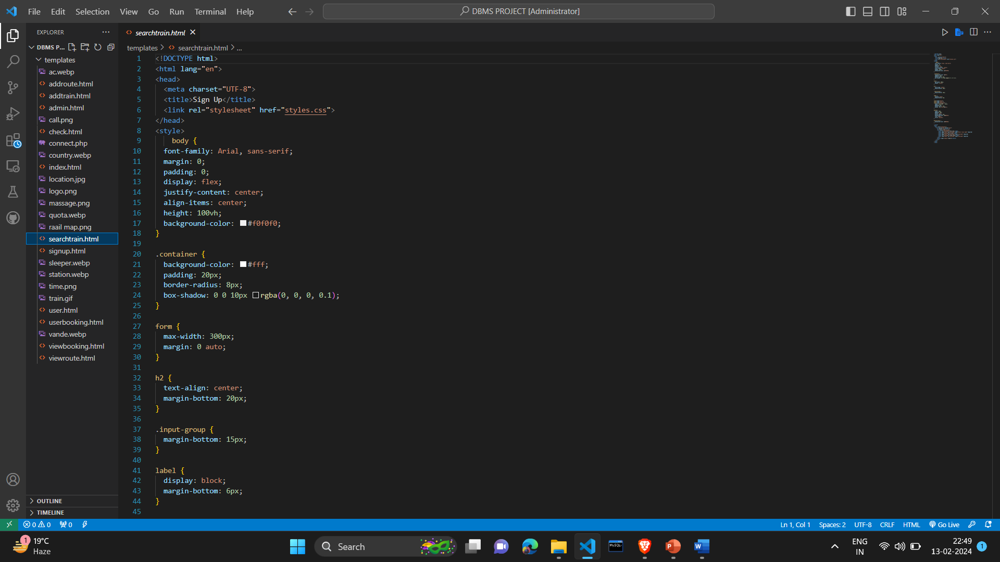 File Edit Selection View Go Run Terminal Help
DBMS PROJECT [Administrator]
EXPLORER
DBMS P...
templates
ac.webp
addroute.html
addtrain.html
admin.html
call.png
check.html
connect.php
country.webp
index.html
location.jpg
logo.png
massage.png
quota.webp
raail map.png
searchtrain.html
signup.html
sleeper.webp
station.webp
time.png
train.gif
user.html
userbooking.html
vande.webp
viewbooking.html
viewroute.html
OUTLINE
TIMELINE
searchtrain.html
templates > searchtrain.html > ...
1 <!DOCTYPE html>
2 <html lang="en">
3 <head>
4 <meta charset="UTF-8">
5 <title>Sign Up</title>
6 <link rel="stylesheet" href="styles.css">
7 </head>
8 <style>
9 body {
10 font-family: Arial, sans-serif;
11 margin: 0;
12 padding: 0;
13 display: flex;
14 justify-content: center;
15 align-items: center;
16 height: 100vh;
17 background-color: #f0f0f0;
18 }
19
20 .container {
21 background-color: #fff;
22 padding: 20px;
23 border-radius: 8px;
24 box-shadow: 0 0 10px rgba(0, 0, 0, 0.1);
25 }
26
27 form {
28 max-width: 300px;
29 margin: 0 auto;
30 }
31
32 h2 {
33 text-align: center;
34 margin-bottom: 20px;
35 }
36
37 .input-group {
38 margin-bottom: 15px;
39 }
40
41 label {
42 display: block;
43 margin-bottom: 6px;
44 }
45
0 0 0
Ln 1, Col 1 Spaces: 2 UTF-8 CRLF HTML Go Live
1 19°C
Haze
Search
MySQL
P
W
ENG
IN
22:49
13-02-2024
1